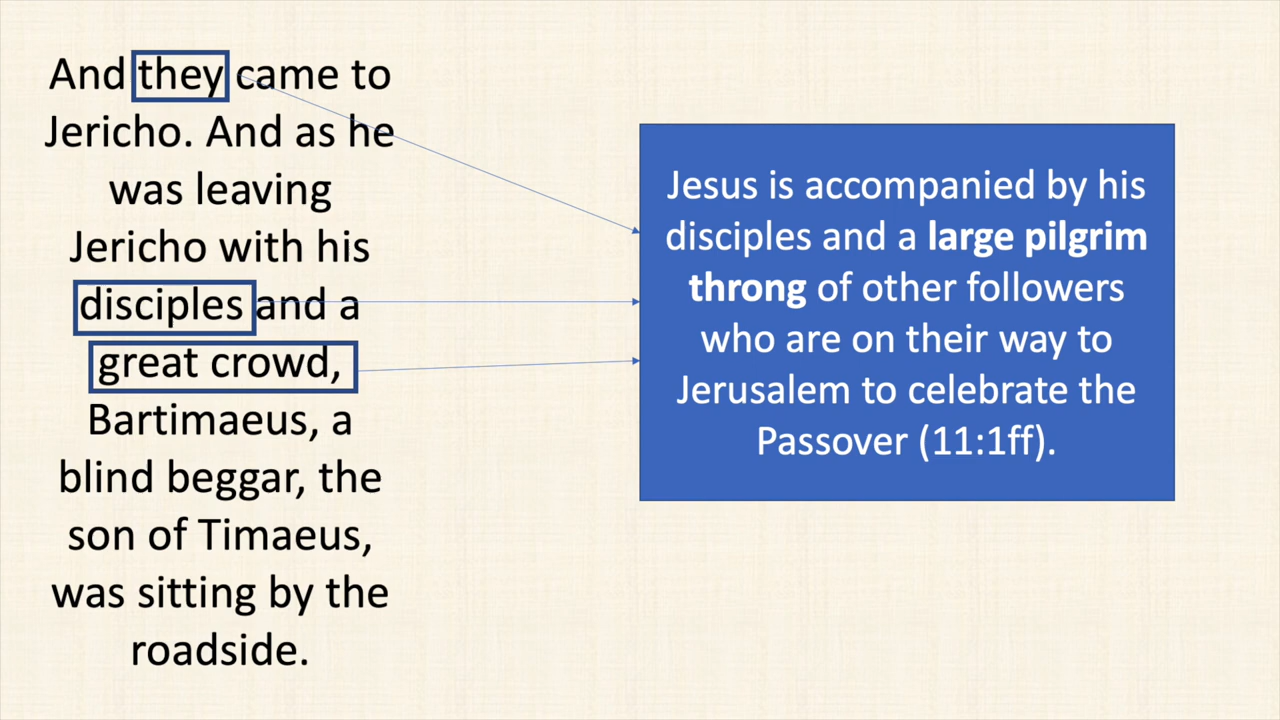 And they came to
Jericho. And as he
was leaving
Jericho with his
disciples and a
great crowd,
Bartimaeus, a
blind beggar, the
son of Timaeus,
was sitting by the
roadside.
Jesus is accompanied by his
disciples and a large pilgrim
throng of other followers
who are on their way to
Jerusalem to celebrate the
Passover (11:1ff).